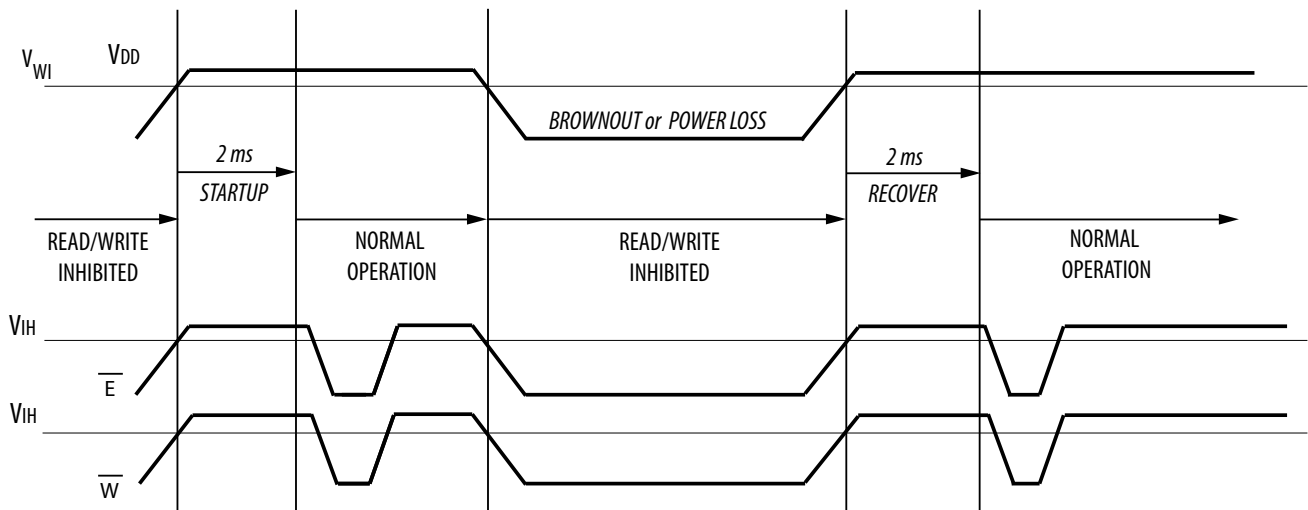 VWI
VDD
BROWNOUT or POWER LOSS
2 ms
STARTUP
2 ms
RECOVER
READ/WRITE
INHIBITED
NORMAL
OPERATION
READ/WRITE
INHIBITED
NORMAL
OPERATION
VIH
E
VIH
W